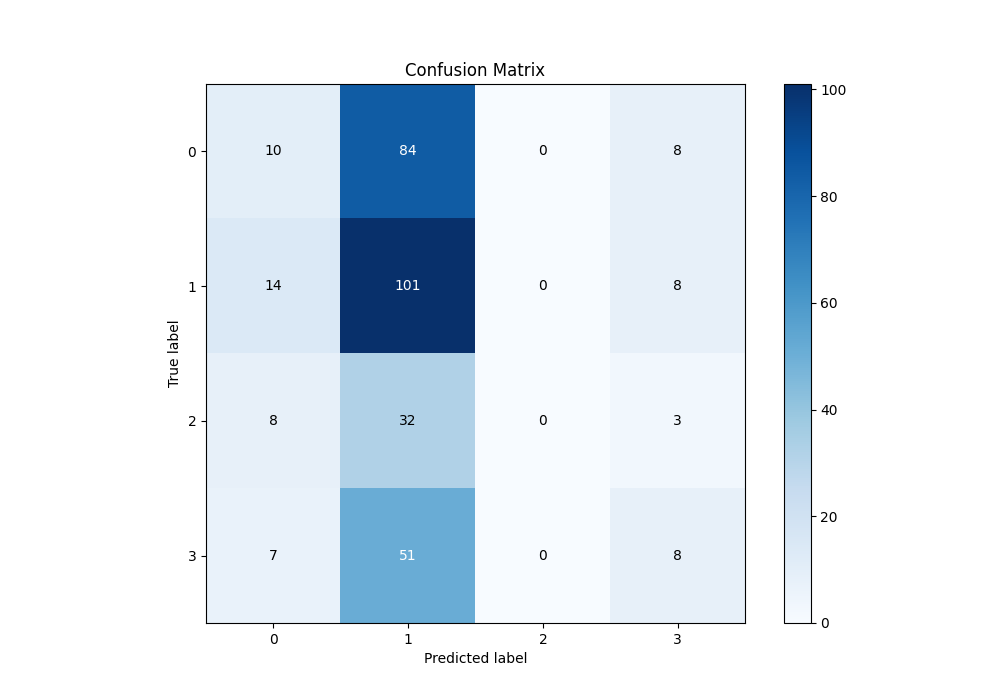 Confusion Matrix
0 10 84 0 8
1 14 101 0 8
2 8 32 0 3
3 7 51 0 8
0 1 2 3
Predicted label
True label
100
80
60
40
20
0